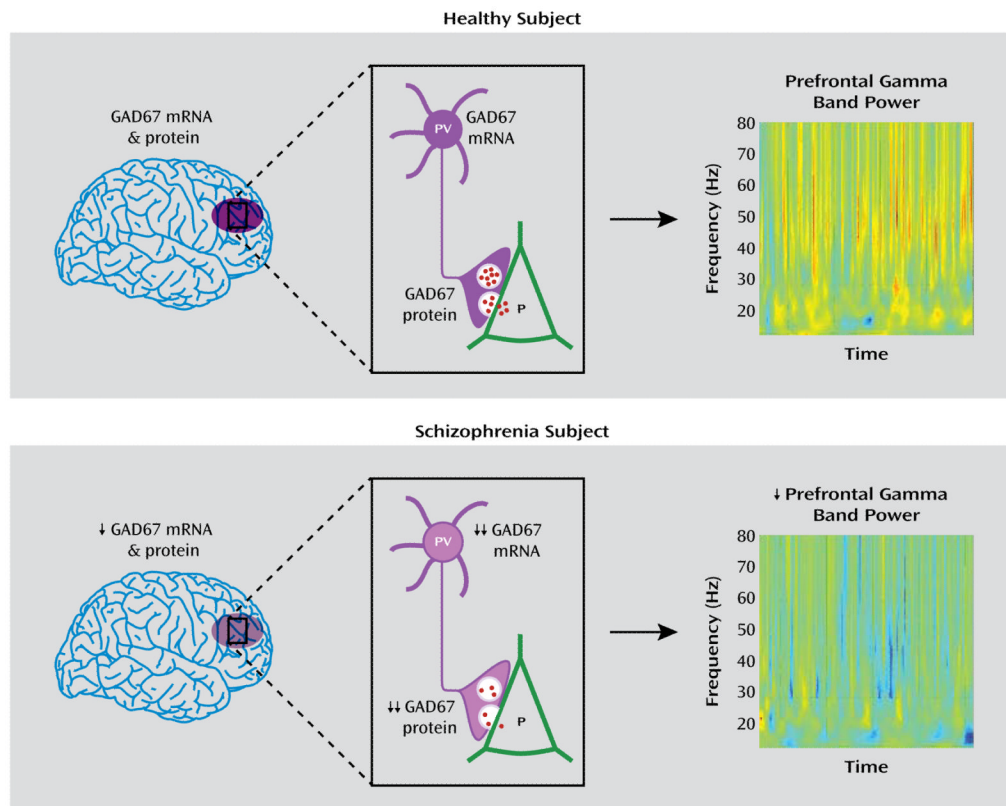 Healthy Subject
GAD67 mRNA
& protein
PV
GAD67
mRNA
GAD67
protein
P
Prefrontal Gamma
Band Power
Frequency (Hz)
80
70
60
50
40
30
20
Time
Schizophrenia Subject
↓ GAD67 mRNA
& protein
PV
↓↓ GAD67
mRNA
↓↓ GAD67
protein
P
↓ Prefrontal Gamma
Band Power
Frequency (Hz)
80
70
60
50
40
30
20
Time